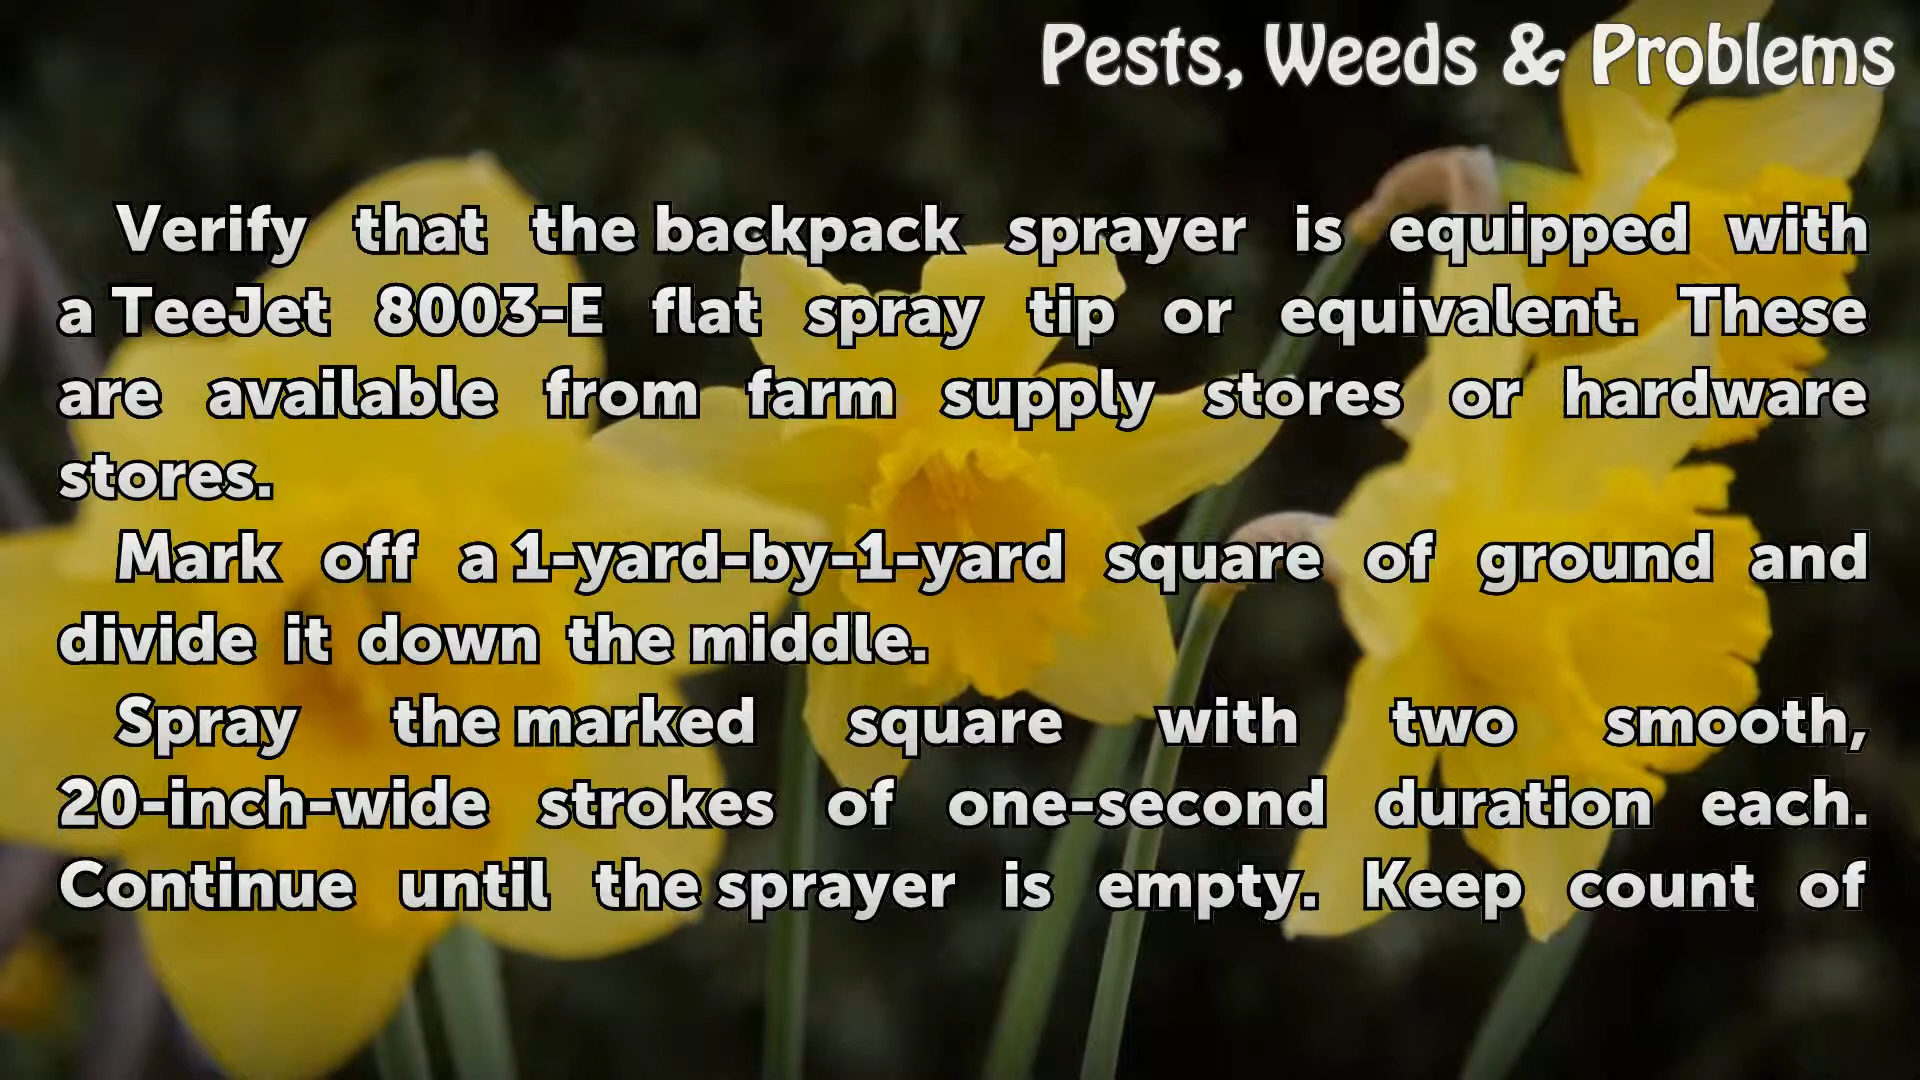 Pests, Weeds & Problems
Verify that the backpack sprayer is equipped with
a TeeJet 8003-E flat spray tip or equivalent. These
are available from farm supply stores or hardware
stores.
Mark off a 1-yard-by-1-yard square of ground and
divide it down the middle.
Spray the marked square with two smooth,
20-inch-wide strokes of one-second duration each.
Continue until the sprayer is empty. Keep count of